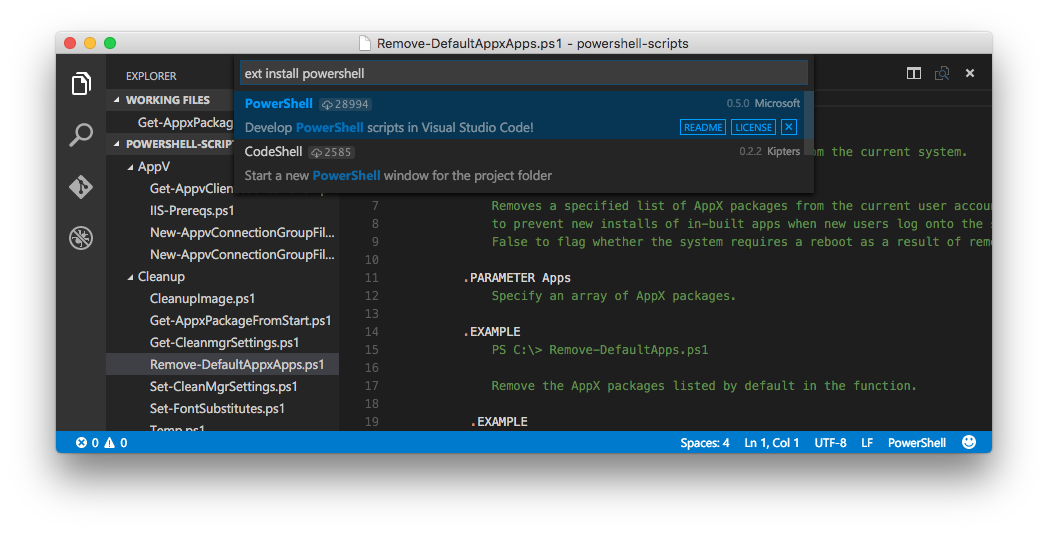 Remove-DefaultAppxApps.ps1 - powershell-scripts
EXPLORER
WORKING FILES
Get-AppxPackag
POWERSHELL-SCRIP
AppV
Get-AppvClien
IIS-Prereqs.ps1
New-AppvConnectionGroupFil...
New-AppvConnectionGroupFil...
Cleanup
CleanupImage.ps1
Get-AppxPackageFromStart.ps1
Get-CleanmgrSettings.ps1
Remove-DefaultAppxApps.ps1
Set-CleanMgrSettings.ps1
Set-FontSubstitutes.ps1
Temp.ps1
ext install powershell
PowerShell 28994 0.5.0 Microsoft
Develop PowerShell scripts in Visual Studio Code! README LICENSE
CodeShell 2585 0.2.2 Kipters
Start a new PowerShell window for the project folder
om the current system.
7 Removes a specified list of AppX packages from the current user accou
8 to prevent new installs of in-built apps when new users log onto the s
9 False to flag whether the system requires a reboot as a result of rem
10
11 .PARAMETER Apps
12 Specify an array of AppX packages.
13
14 .EXAMPLE
15 PS C:\> Remove-DefaultApps.ps1
16
17 Remove the AppX packages listed by default in the function.
18
19 .EXAMPLE
0 0 Spaces: 4 Ln 1, Col 1 UTF-8 LF PowerShell